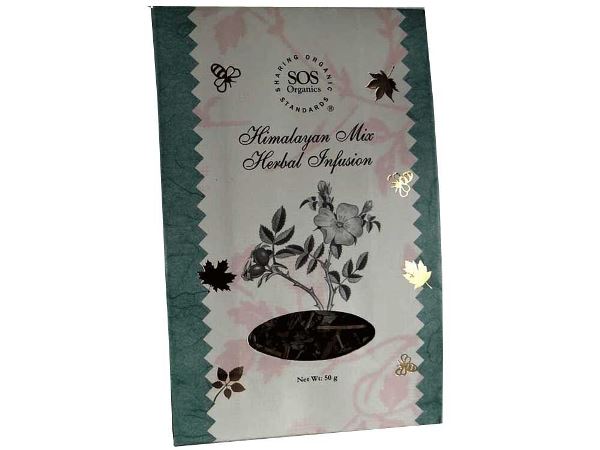 SHARING ORGANIC
SOS
Organics
STANDARDS ®
Himalayan Mix
Herbal Infusion
Net Wt: 50 g